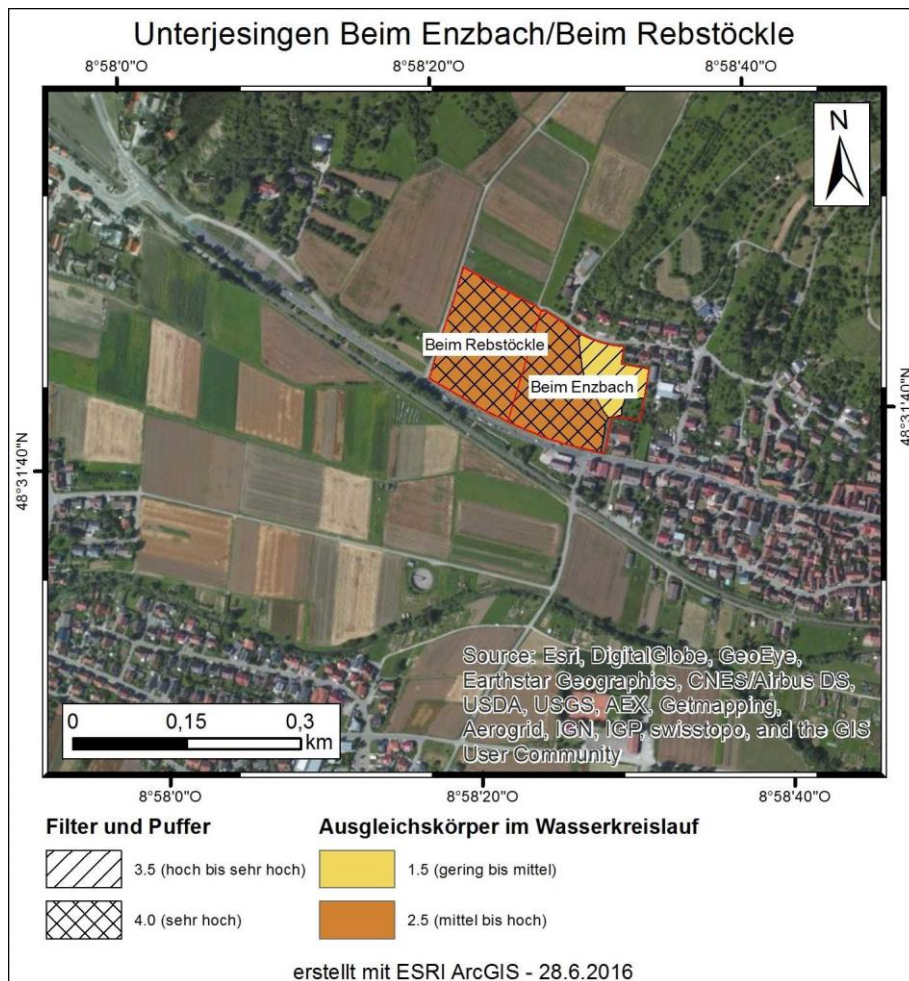 Unterjesingen Beim Enzbach/Beim Rebstöckle
8°58'0"O 8°58'20"O 8°58'40"O
N
48°31'40"N
48°31'40"N
Beim Rebstöckle
Beim Enzbach
Source: Esri, DigitalGlobe, GeoEye,
Earthstar Geographics, CNES/Airbus DS,
USDA, USGS, AEX, Getmapping,
Aerogrid, IGN, IGP, swisstopo, and the GIS
User Community
0 0,15 0,3
km
8°58'0"O 8°58'20"O 8°58'40"O
Filter und Puffer
3.5 (hoch bis sehr hoch)
4.0 (sehr hoch)
Ausgleichskörper im Wasserkreislauf
1.5 (gering bis mittel)
2.5 (mittel bis hoch)
erstellt mit ESRI ArcGIS - 28.6.2016